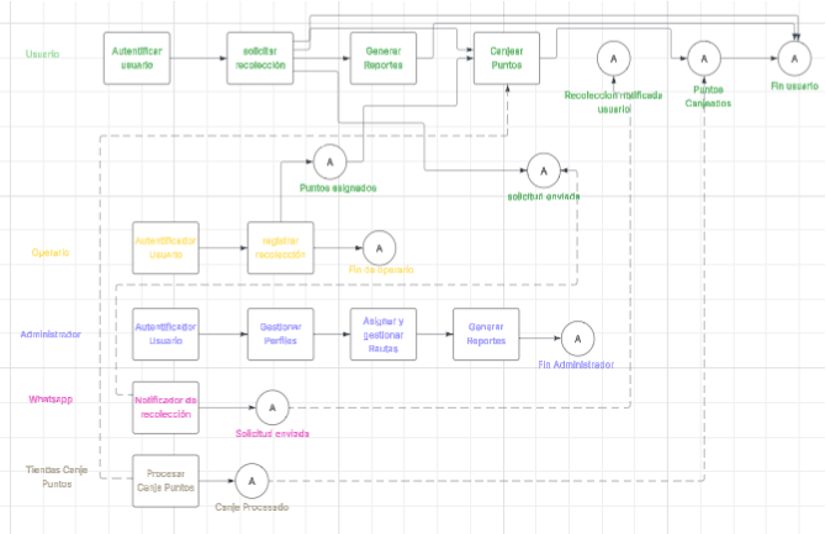 Usuario
Autentificar
usuario
solicitar
recolección
Generar
Reportes
Canjear
Puntos
A
Recoleccion notificada
usuario
A
Puntos
Canjeados
A
Fin usuario
A
Puntos asignados
A
solicitud enviada
Operario
Autentificador
Usuario
registrar
recolección
A
Fin de operario
Administrador
Autentificador
Usuario
Gestionar
Perfiles
Asignar y
gestionar
Rautas
Generar
Reportes
A
Fin Administrador
Whatsapp
Notificador de
recolección
A
Solicitud enviada
Tiendas Canje
Puntos
Procesar
Canje Puntos
A
Canje Procesado